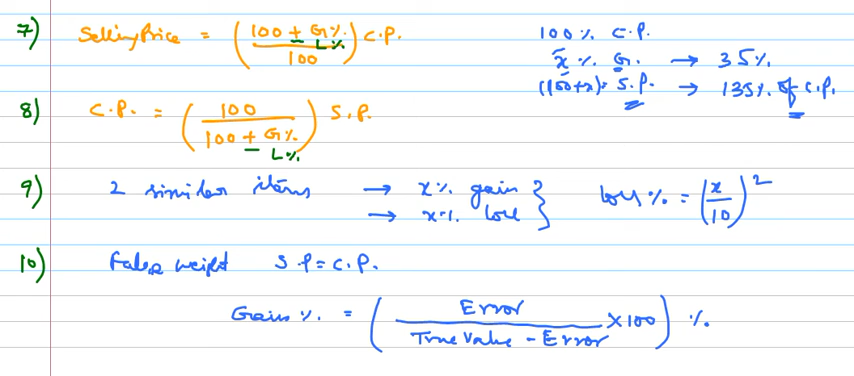 7) Selling Price = ((100 ± G% L%)/100) C.P.
100% C.P.
x% G. → 35%
(100+x)% S.P. → 135% of C.P.
8) C.P. = (100/(100 ± G% L%)) S.P.
9) 2 similar items → x% gain
→ x% loss } loss % = (x/10)^2
10) False weight S.P = C.P.
Gain % = (Error/(True Value - Error) × 100) %